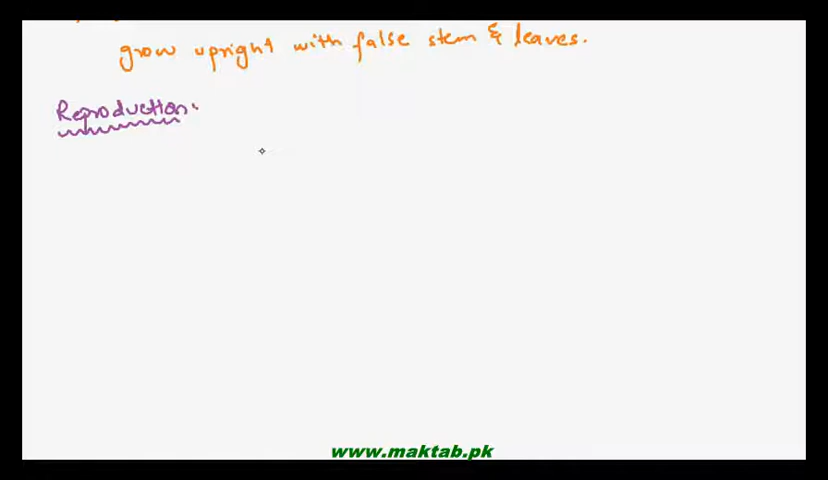 grow upright with false stem & leaves.
Reproduction.
www.maktab.pk